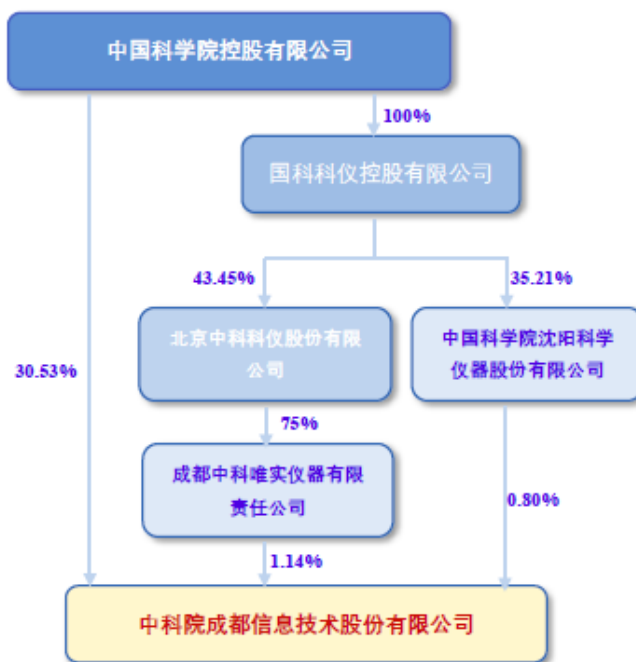 中国科学院控股有限公司
100%
国科科仪控股有限公司
43.45%
35.21%
北京中科科仪股份有限
公司
中国科学院沈阳科学
仪器股份有限公司
30.53%
75%
成都中科唯实仪器有限
责任公司
0.80%
1.14%
中科院成都信息技术股份有限公司